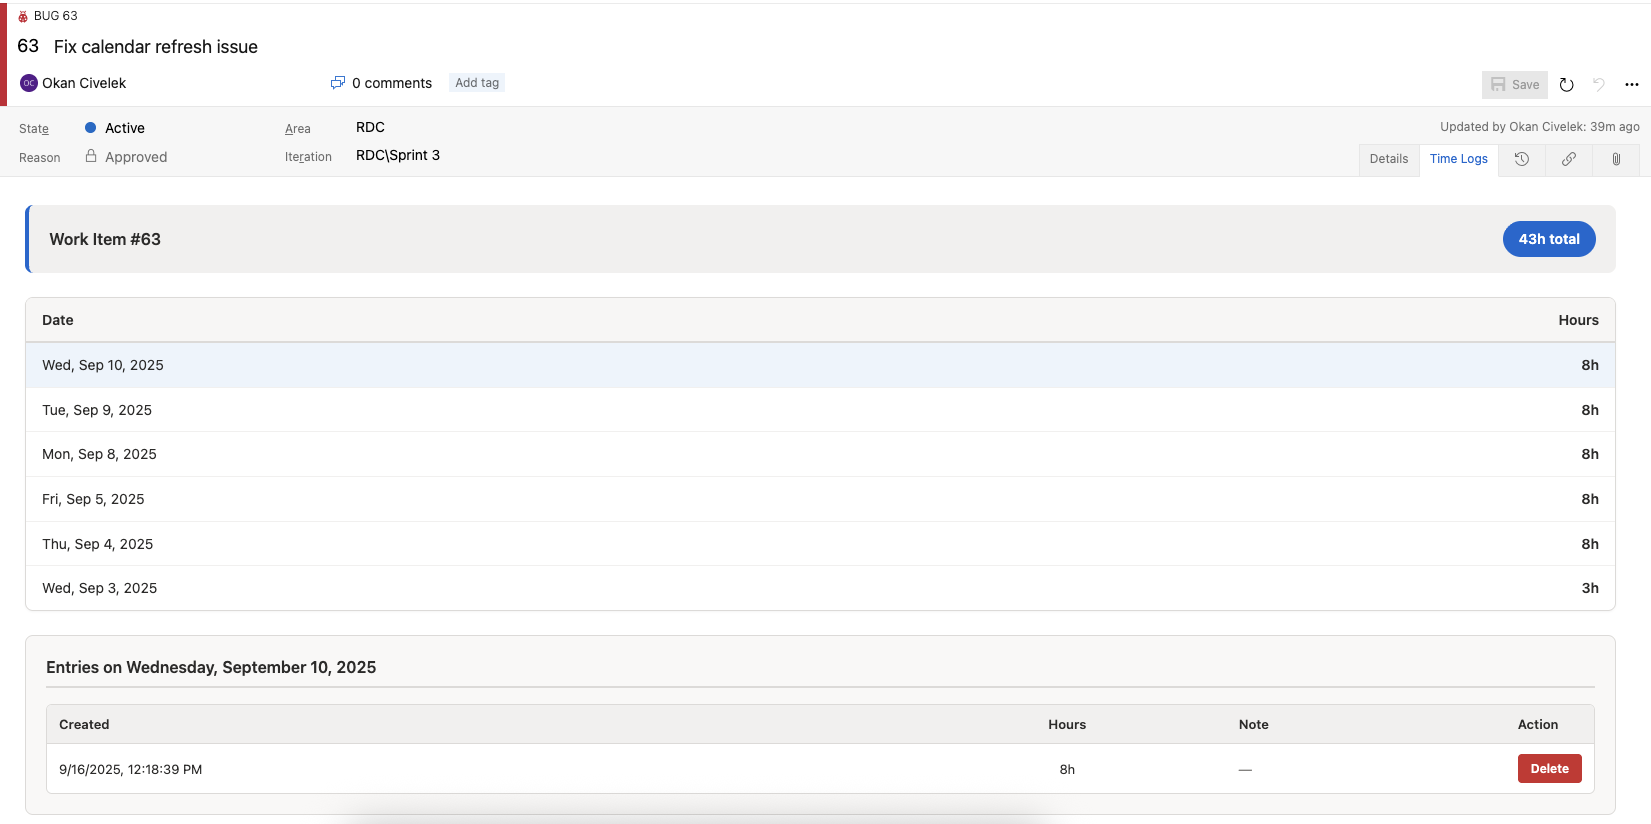 BUG 63
63 Fix calendar refresh issue
OC Okan Civelek 0 comments Add tag Save
State Active Area RDC Updated by Okan Civelek: 39m ago
Reason Approved Iteration RDC\Sprint 3 Details Time Logs
Work Item #63 43h total
Date Hours
Wed, Sep 10, 2025 8h
Tue, Sep 9, 2025 8h
Mon, Sep 8, 2025 8h
Fri, Sep 5, 2025 8h
Thu, Sep 4, 2025 8h
Wed, Sep 3, 2025 3h
Entries on Wednesday, September 10, 2025
Created Hours Note Action
9/16/2025, 12:18:39 PM 8h — Delete